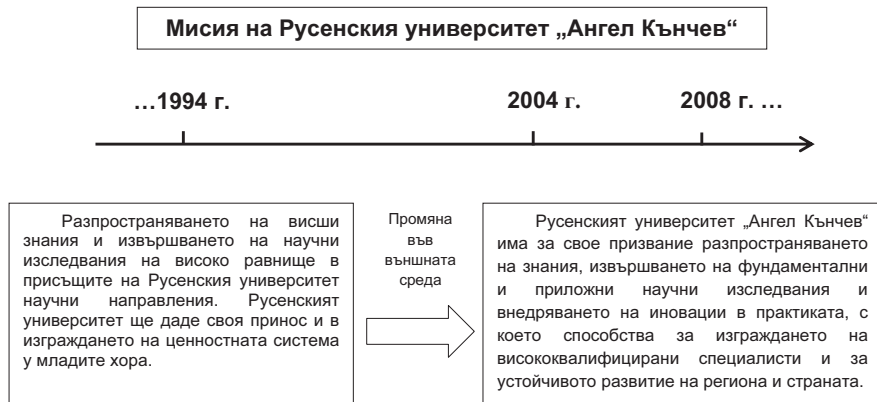 Мисия на Русенския университет „Ангел Кънчев“
…1994 г.
2004 г.
2008 г. …
Разпространяването на висши
знания и извършването на научни
изследвания на високо равнище в
присъщите на Русенския университет
научни направления. Русенският
университет ще даде своя принос и в
изграждането на ценностната система
у младите хора.
Промяна
във
външната
среда
Русенският университет „Ангел Кънчев“
има за свое призвание разпространяването
на знания, извършването на фундаментални
и приложни научни изследвания и
внедряването на иновации в практиката, с
което способства за изграждането на
висококвалифицирани специалисти и за
устойчивото развитие на региона и страната.